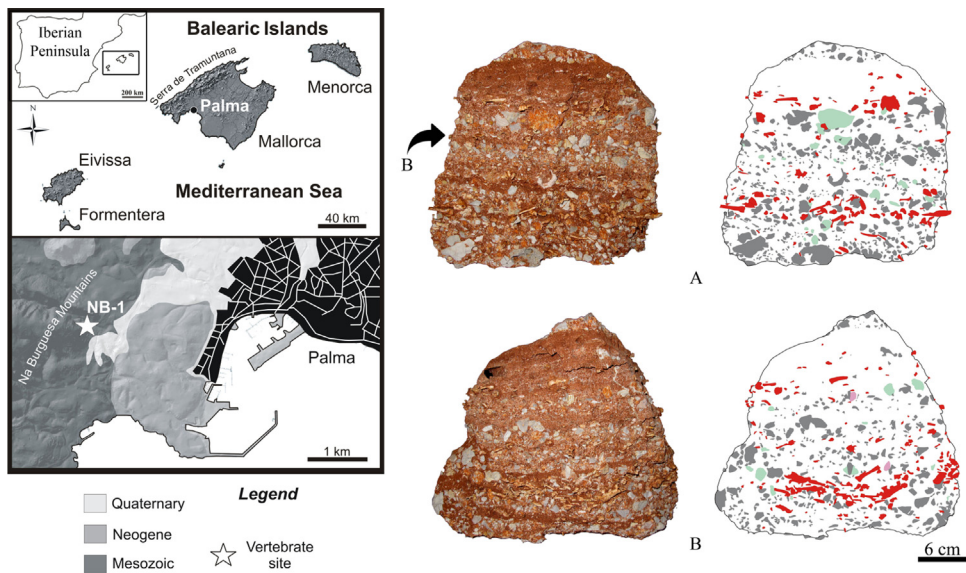 Iberian
Peninsula
200 km
Balearic Islands
Menorca
Serra de Tramuntana
Palma
Mallorca
N
Eivissa
Formentera
Mediterranean Sea
40 km
Na Burguesa Mountains
NB-1
Palma
1 km
Legend
Quaternary
Neogene
Mesozoic
Vertebrate
site
B
A
B
6 cm